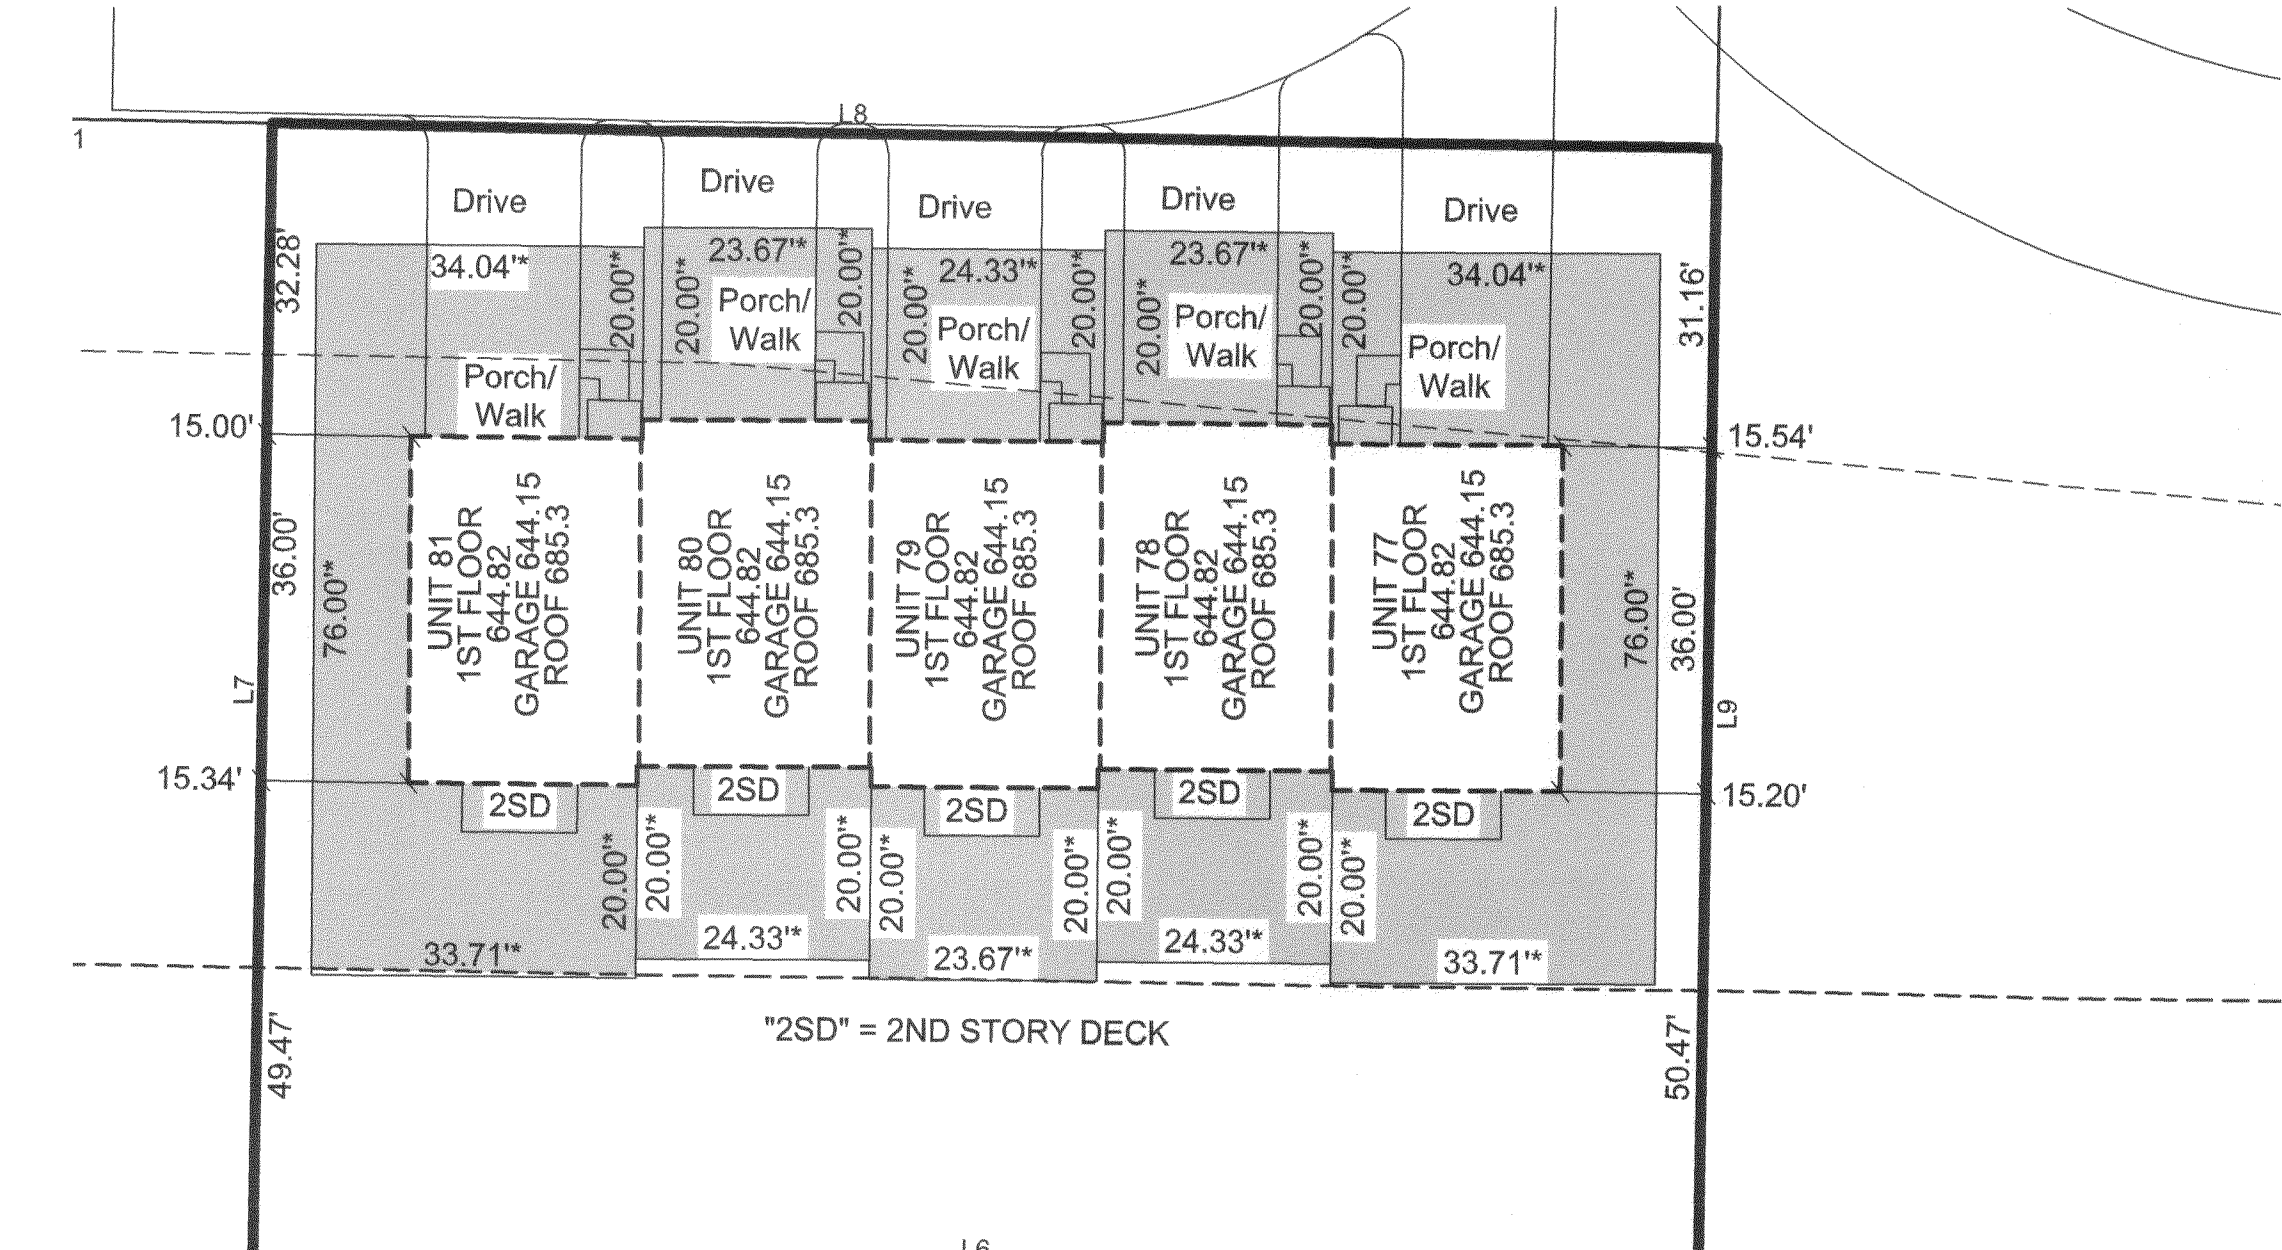 L8
1
Drive
Drive
Drive
Drive
Drive
32.28'
34.04'*
20.00'*
20.00'*
23.67'*
20.00'*
20.00'*
24.33'*
20.00'*
20.00'*
23.67'*
20.00'*
20.00'*
34.04'*
31.16'
Porch/
Walk
Porch/
Walk
Porch/
Walk
Porch/
Walk
Porch/
Walk
15.00'
15.54'
36.00'
76.00'*
UNIT 81
1ST FLOOR
644.82
GARAGE 644.15
ROOF 685.3
UNIT 80
1ST FLOOR
644.82
GARAGE 644.15
ROOF 685.3
UNIT 79
1ST FLOOR
644.82
GARAGE 644.15
ROOF 685.3
UNIT 78
1ST FLOOR
644.82
GARAGE 644.15
ROOF 685.3
UNIT 77
1ST FLOOR
644.82
GARAGE 644.15
ROOF 685.3
76.00'*
36.00'
L7
L9
15.34'
15.20'
2SD
2SD
2SD
2SD
2SD
20.00'*
20.00'*
20.00'*
20.00'*
20.00'*
20.00'*
20.00'*
20.00'*
33.71'*
24.33'*
23.67'*
24.33'*
33.71'*
"2SD" = 2ND STORY DECK
49.47'
50.47'
L6